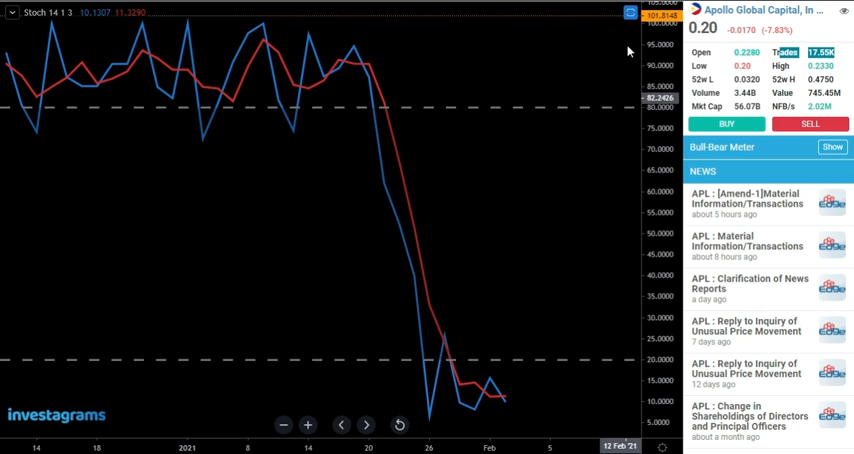 Stoch 14 1 3 10.1307 11.3290
105.0000
101.8148
95.0000
90.0000
85.0000
82.2426
80.0000
75.0000
70.0000
65.0000
60.0000
55.0000
50.0000
45.0000
40.0000
35.0000
30.0000
25.0000
20.0000
15.0000
10.0000
5.0000
investagrams
14 18 2021 8 14 20 26 Feb 5 12 Feb '21
Apollo Global Capital, In ...
0.20 -0.0170 (-7.83%)
Open 0.2280 Trades 17.55K
Low 0.20 High 0.2330
52w L 0.0320 52w H 0.4750
Volume 3.44B Value 745.45M
Mkt Cap 56.07B NFB/s 2.02M
BUY SELL
Bull-Bear Meter Show
NEWS
APL : [Amend-1]Material
Information/Transactions
about 5 hours ago
APL : Material
Information/Transactions
about 8 hours ago
APL : Clarification of News
Reports
a day ago
APL : Reply to Inquiry of
Unusual Price Movement
7 days ago
APL : Reply to Inquiry of
Unusual Price Movement
12 days ago
APL : Change in
Shareholdings of Directors
and Principal Officers
about a month ago